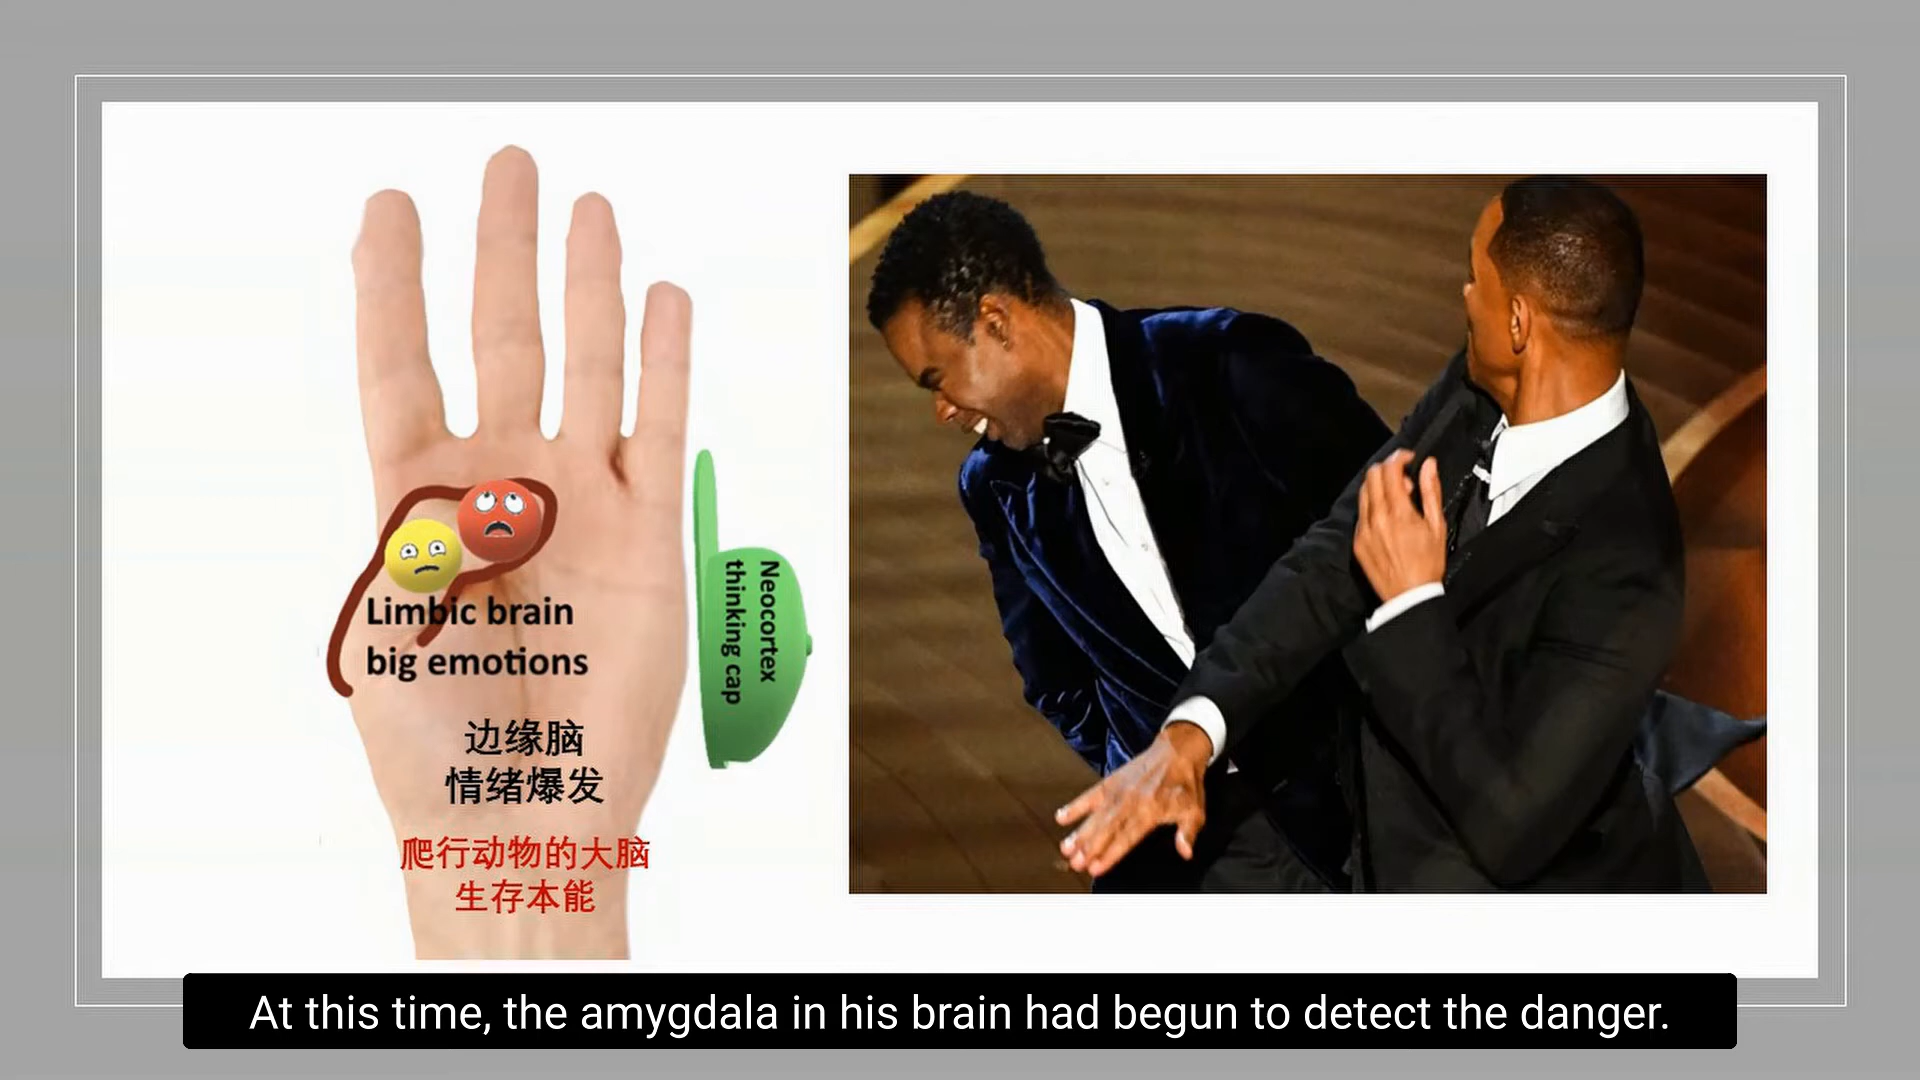 Limbic brain
big emotions
Neocortex
thinking cap
边缘脑
情绪爆发
爬行动物的大脑
生存本能
At this time, the amygdala in his brain had begun to detect the danger.